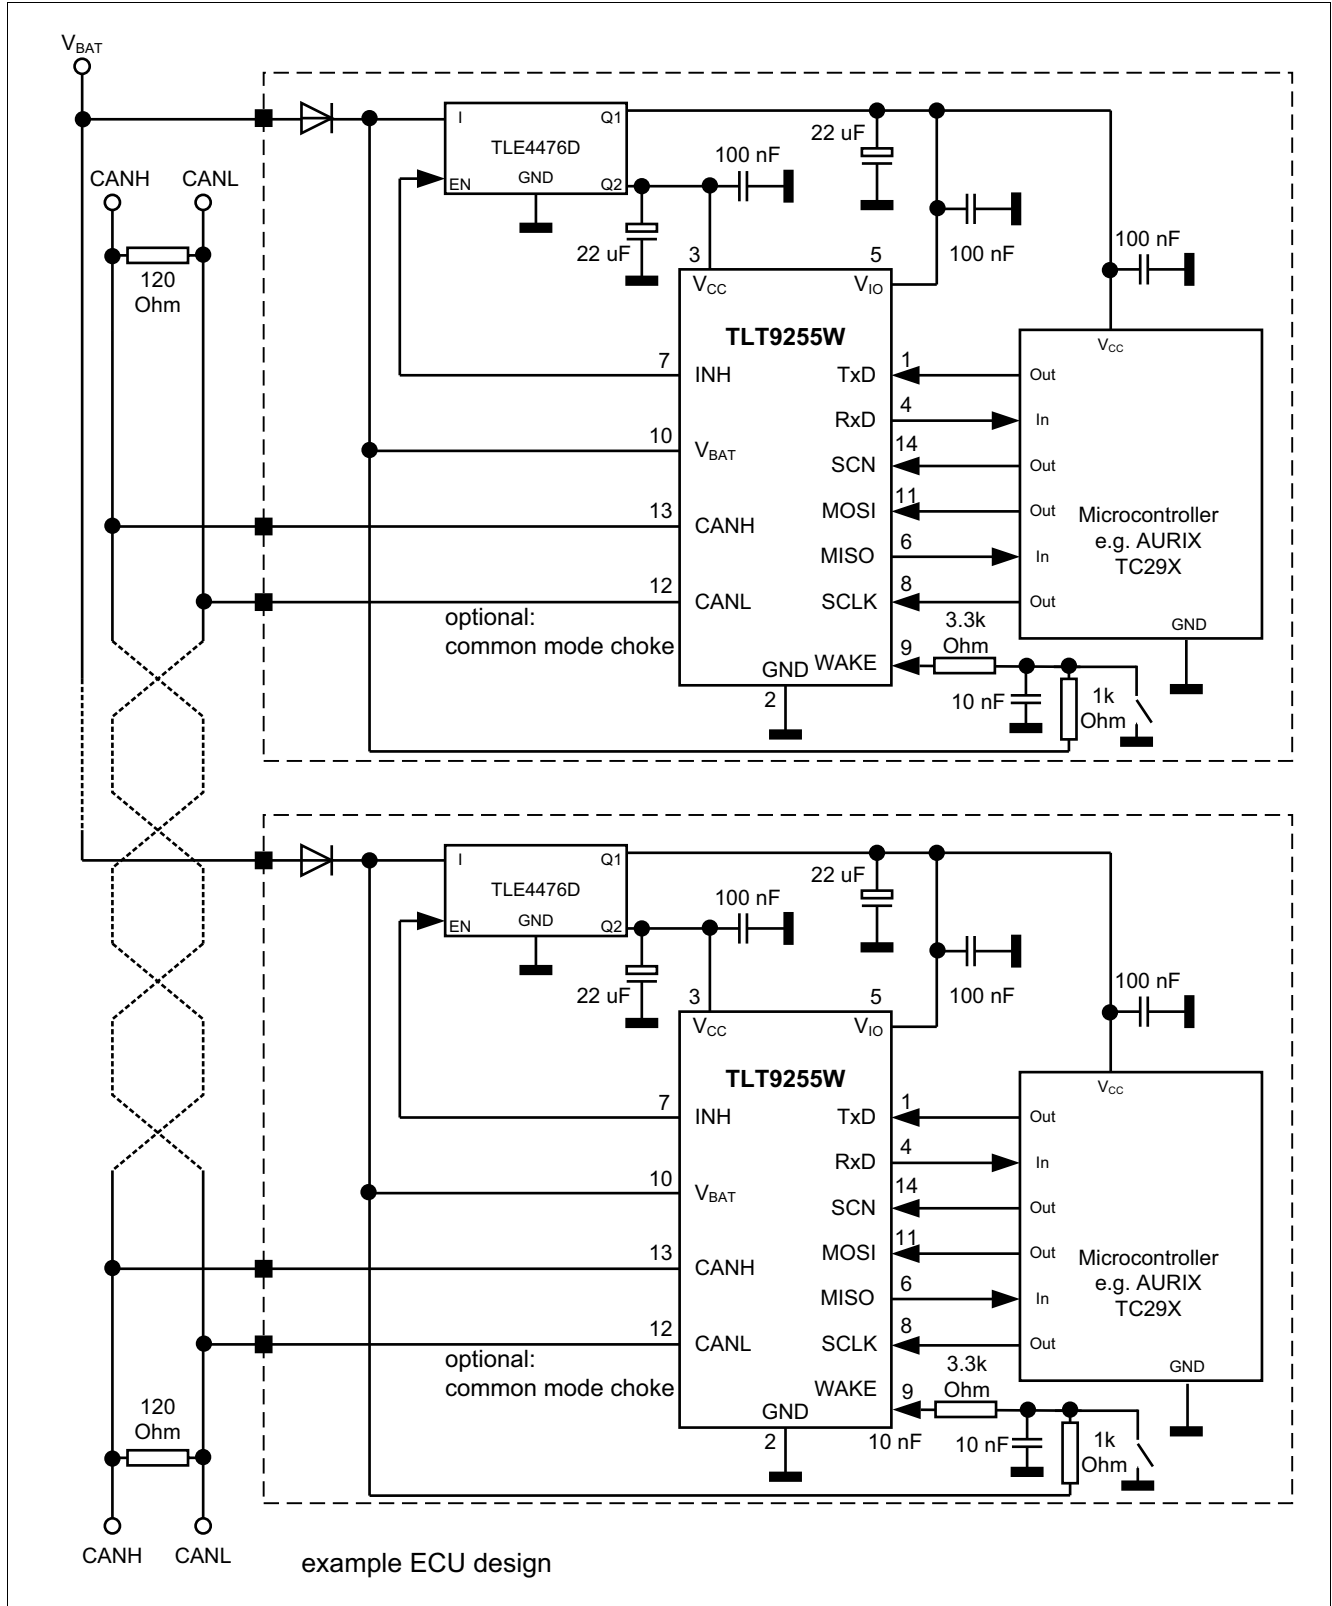 VBAT
CANH CANL
120
Ohm
I Q1
TLE4476D
EN GND Q2
22 uF
100 nF
22 uF
100 nF
100 nF
3 5
VCC VIO
TLT9255W
7 INH
10 VBAT
13 CANH
12 CANL
optional:
common mode choke
TxD 1
RxD 4
SCN 14
MOSI 11
MISO 6
SCLK 8
WAKE 9
GND
2
VCC
Out
In
Out
Out
In
Out
Microcontroller
e.g. AURIX
TC29X
GND
3.3k
Ohm
10 nF
1k
Ohm
I Q1
TLE4476D
EN GND Q2
22 uF
100 nF
22 uF
100 nF
100 nF
3 5
VCC VIO
TLT9255W
7 INH
10 VBAT
13 CANH
12 CANL
optional:
common mode choke
TxD 1
RxD 4
SCN 14
MOSI 11
MISO 6
SCLK 8
WAKE 9
GND
2
VCC
Out
In
Out
Out
In
Out
Microcontroller
e.g. AURIX
TC29X
GND
3.3k
Ohm
10 nF
10 nF
1k
Ohm
120
Ohm
CANH CANL
example ECU design